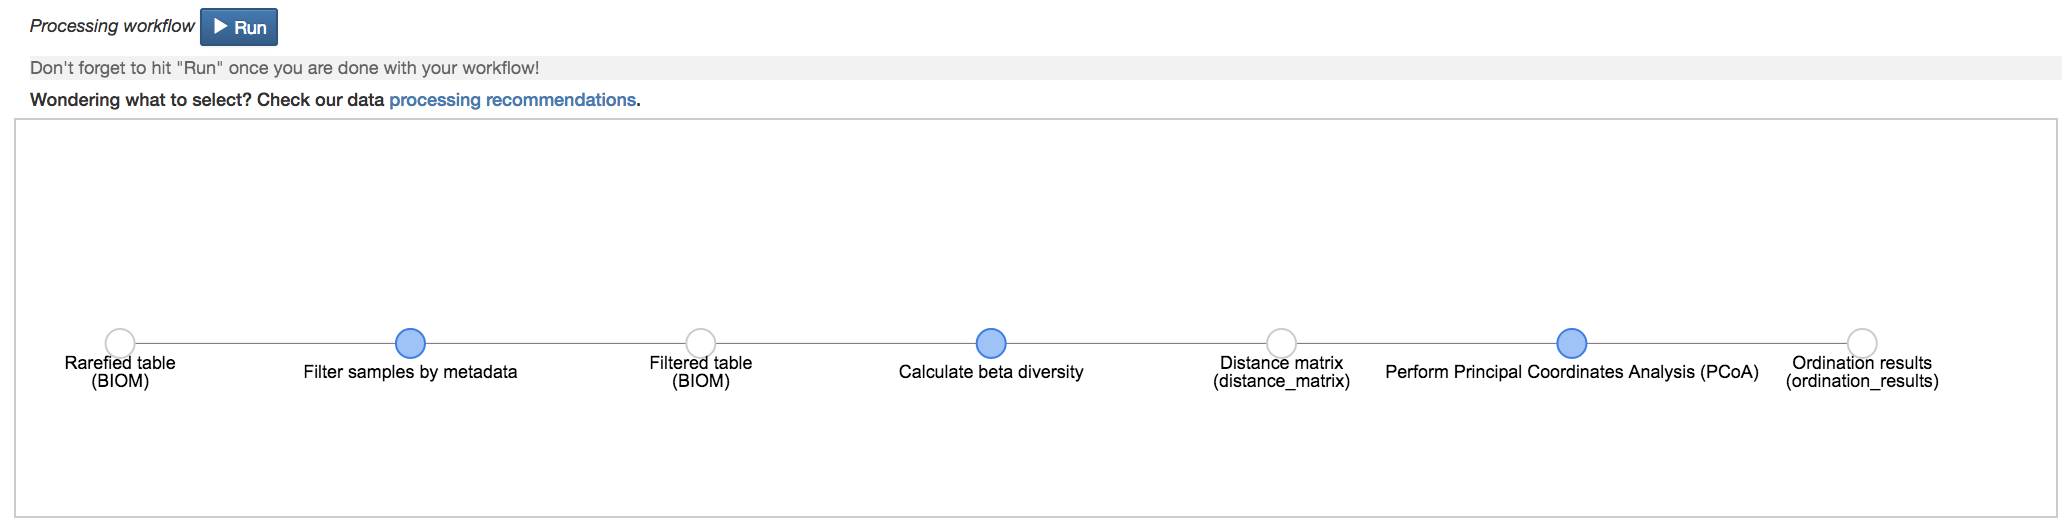 Processing workflow Run
Don't forget to hit "Run" once you are done with your workflow!
Wondering what to select? Check our data processing recommendations.
Rarefied table
(BIOM)
Filter samples by metadata
Filtered table
(BIOM)
Calculate beta diversity
Distance matrix
(distance_matrix)
Perform Principal Coordinates Analysis (PCoA)
Ordination results
(ordination_results)